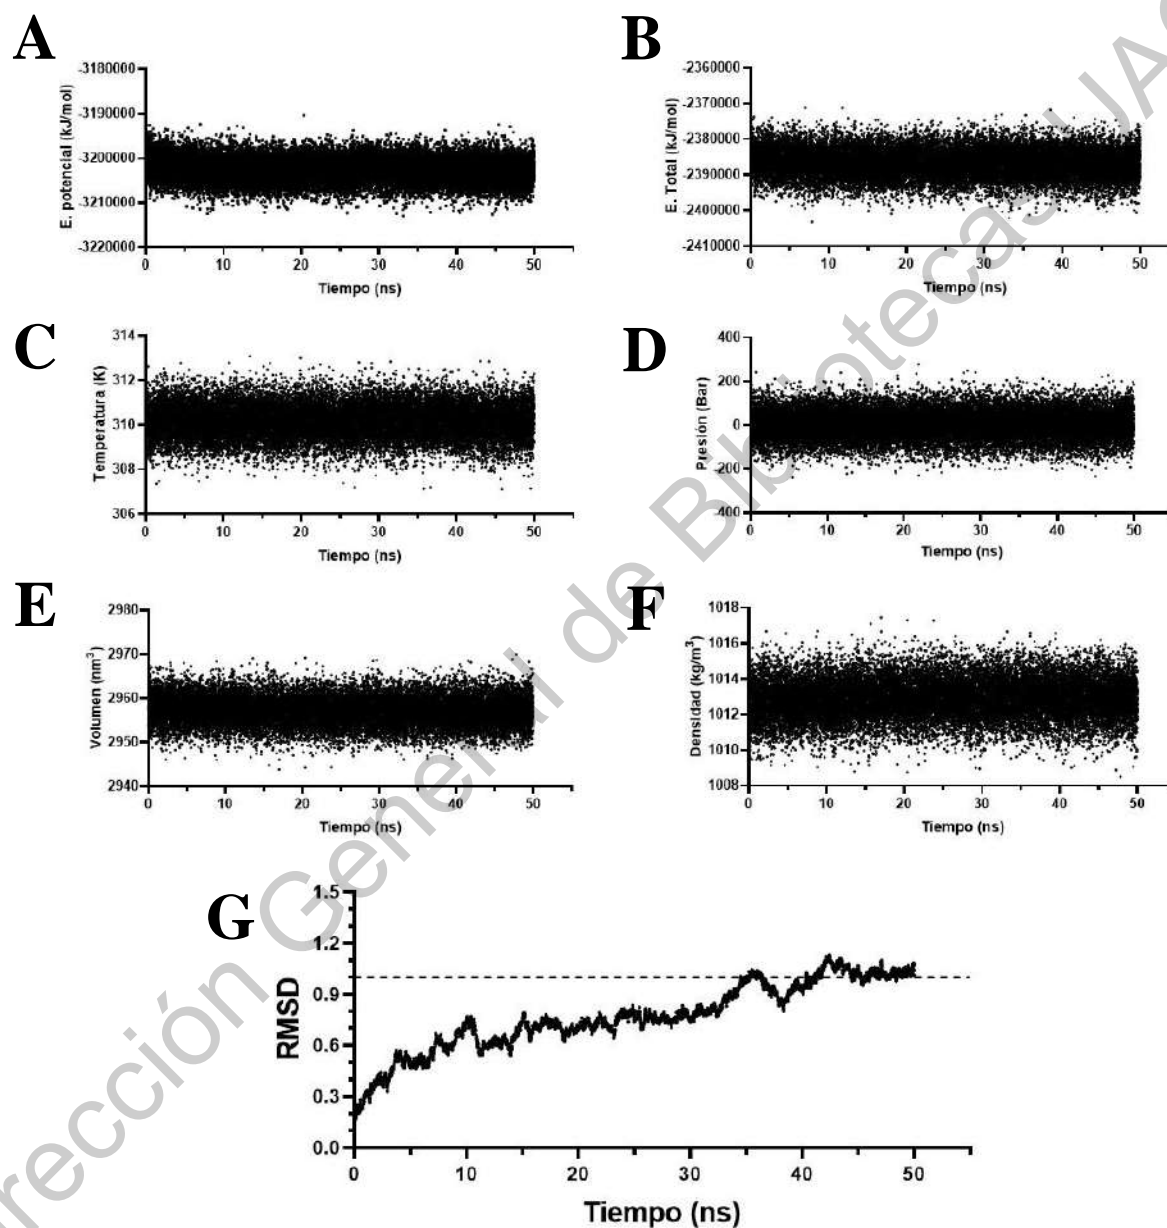 A
E. potencial (kJ/mol)
-3180000
-3190000
-3200000
-3210000
-3220000
0 10 20 30 40 50
Tiempo (ns)
B
E. Total (kJ/mol)
-2360000
-2370000
-2380000
-2390000
-2400000
-2410000
0 10 20 30 40 50
Tiempo (ns)
C
Temperatura (K)
314
312
310
308
306
0 10 20 30 40 50
Tiempo (ns)
D
Presión (Bar)
400
200
0
-200
-400
0 10 20 30 40 50
Tiempo (ns)
E
Volumen (nm³)
2980
2970
2960
2950
2940
0 10 20 30 40 50
Tiempo (ns)
F
Densidad (kg/m³)
1018
1016
1014
1012
1010
1008
0 10 20 30 40 50
Tiempo (ns)
G
RMSD
1.5
1.2
0.9
0.6
0.3
0.0
0 10 20 30 40 50
Tiempo (ns)
rección General de Bibliotecas UAQ